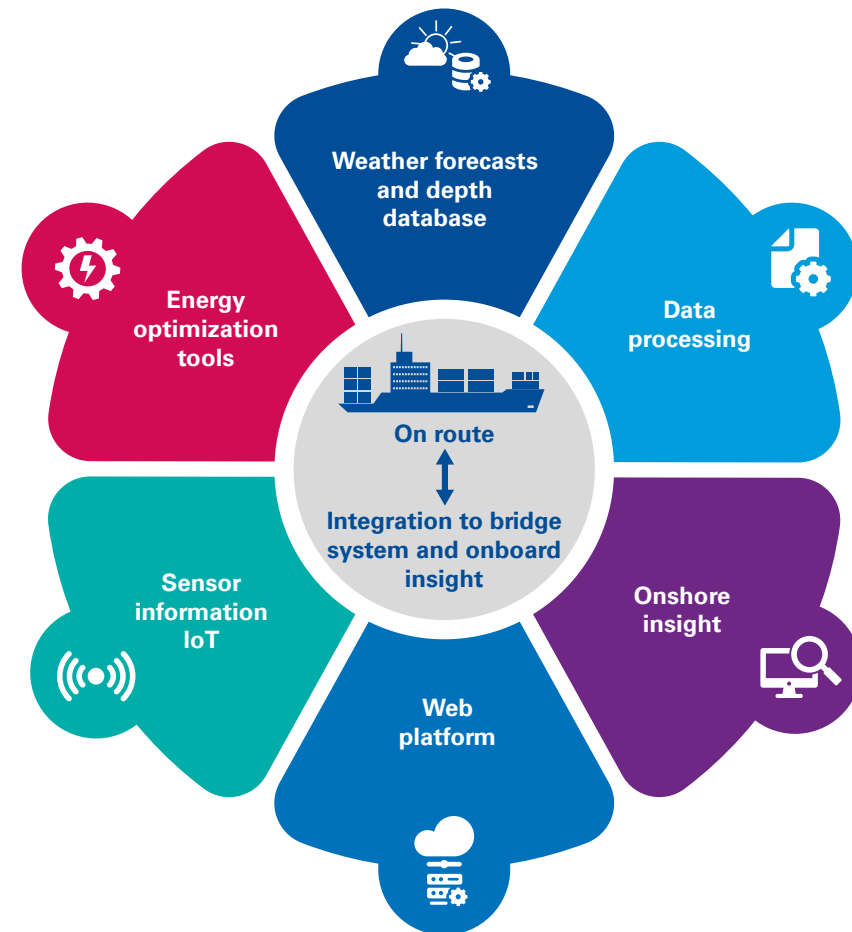 Weather forecasts
and depth
database
Data
processing
Onshore
insight
Web
platform
Sensor
information
IoT
Energy
optimization
tools
On route
Integration to bridge
system and onboard
insight